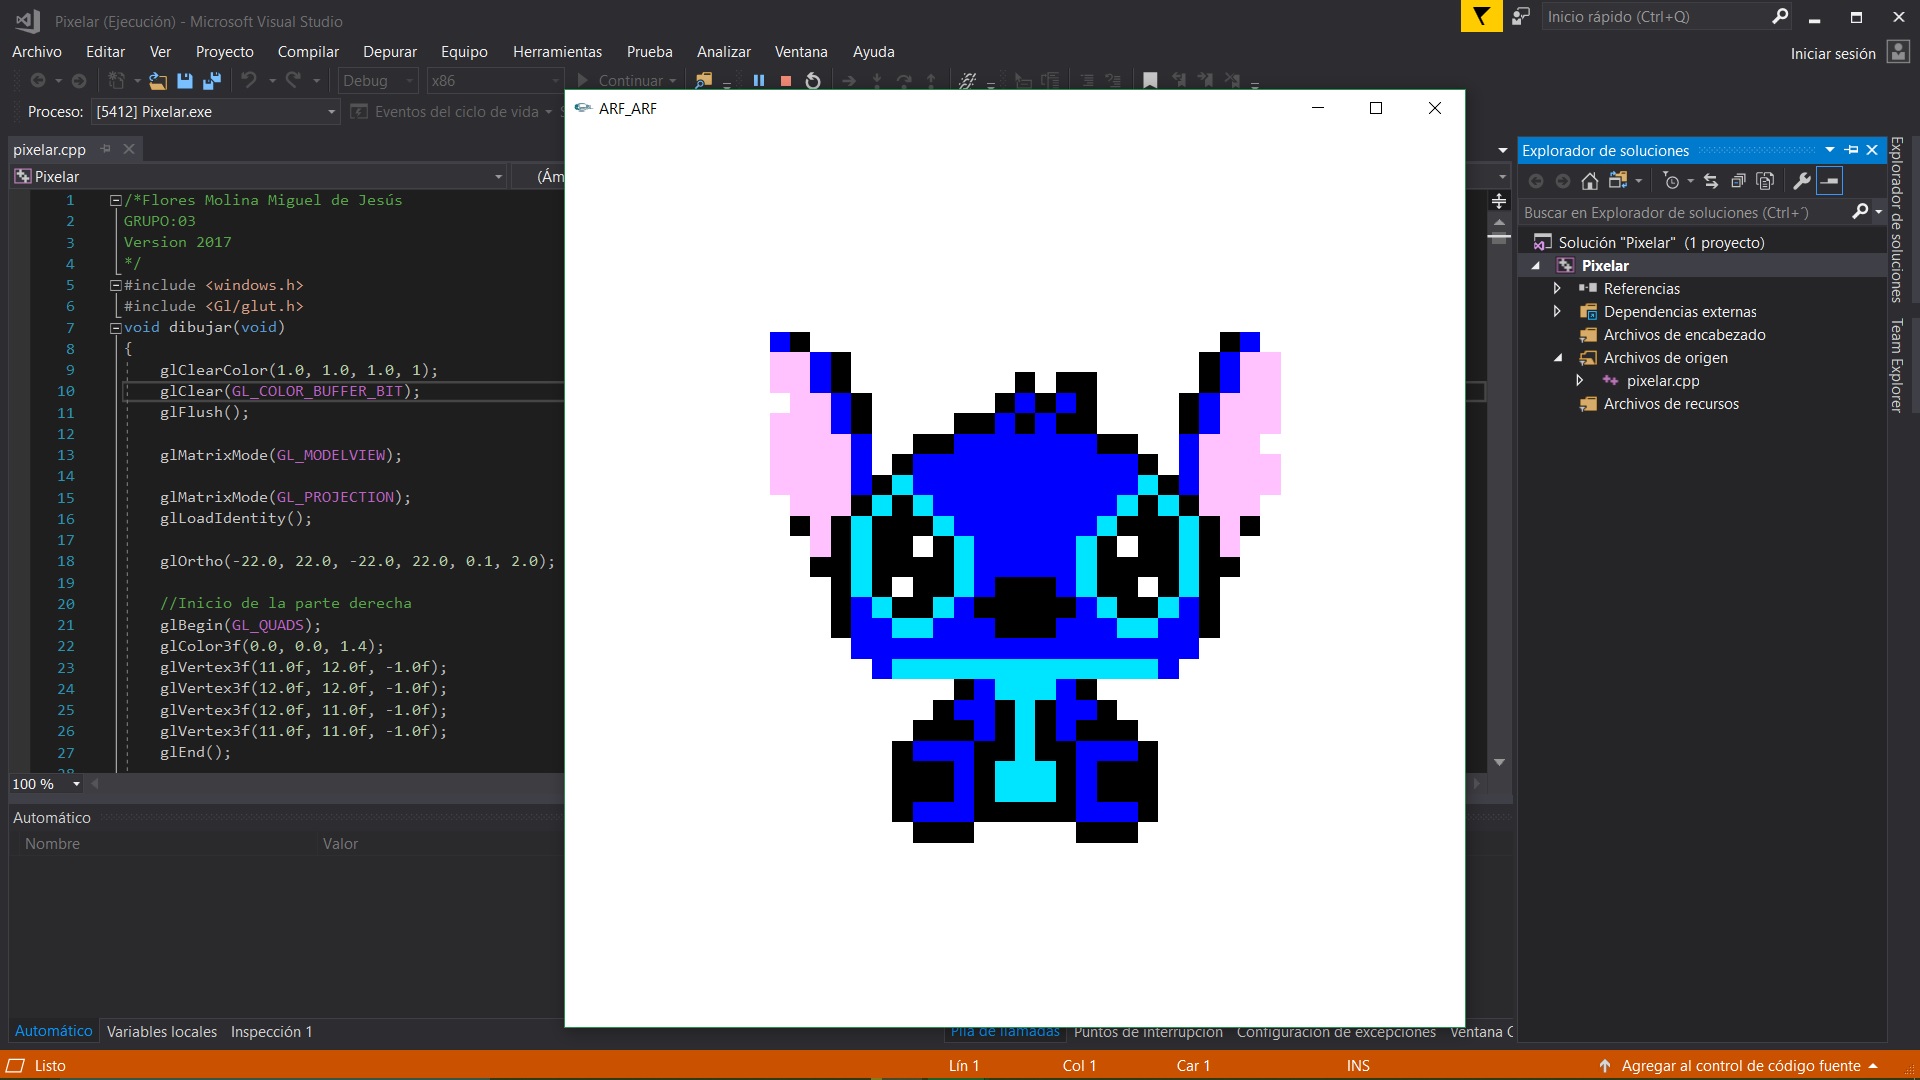 Pixelar (Ejecución) - Microsoft Visual Studio
Inicio rápido (Ctrl+Q)
Archivo Editar Ver Proyecto Compilar Depurar Equipo Herramientas Prueba Analizar Ventana Ayuda
Iniciar sesión
Debug x86 Continuar
Proceso: [5412] Pixelar.exe Eventos del ciclo de vida
ARF_ARF
pixelar.cpp
Pixelar (Ám
1 /*Flores Molina Miguel de Jesús
2 GRUPO:03
3 Version 2017
4 */
5 #include <windows.h>
6 #include <Gl/glut.h>
7 void dibujar(void)
8 {
9 glClearColor(1.0, 1.0, 1.0, 1);
10 glClear(GL_COLOR_BUFFER_BIT);
11 glFlush();
12
13 glMatrixMode(GL_MODELVIEW);
14
15 glMatrixMode(GL_PROJECTION);
16 glLoadIdentity();
17
18 glOrtho(-22.0, 22.0, -22.0, 22.0, 0.1, 2.0);
19
20 //Inicio de la parte derecha
21 glBegin(GL_QUADS);
22 glColor3f(0.0, 0.0, 1.4);
23 glVertex3f(11.0f, 12.0f, -1.0f);
24 glVertex3f(12.0f, 12.0f, -1.0f);
25 glVertex3f(12.0f, 11.0f, -1.0f);
26 glVertex3f(11.0f, 11.0f, -1.0f);
27 glEnd();
28
100 %
Automático
Nombre Valor
Automático Variables locales Inspección 1
Pila de llamadas Puntos de interrupción Configuración de excepciones Ventana C
Explorador de soluciones
Buscar en Explorador de soluciones (Ctrl+´)
Solución "Pixelar" (1 proyecto)
Pixelar
Referencias
Dependencias externas
Archivos de encabezado
Archivos de origen
pixelar.cpp
Archivos de recursos
Explorador de soluciones
Team Explorer
Listo Lín 1 Col 1 Car 1 INS Agregar al control de código fuente